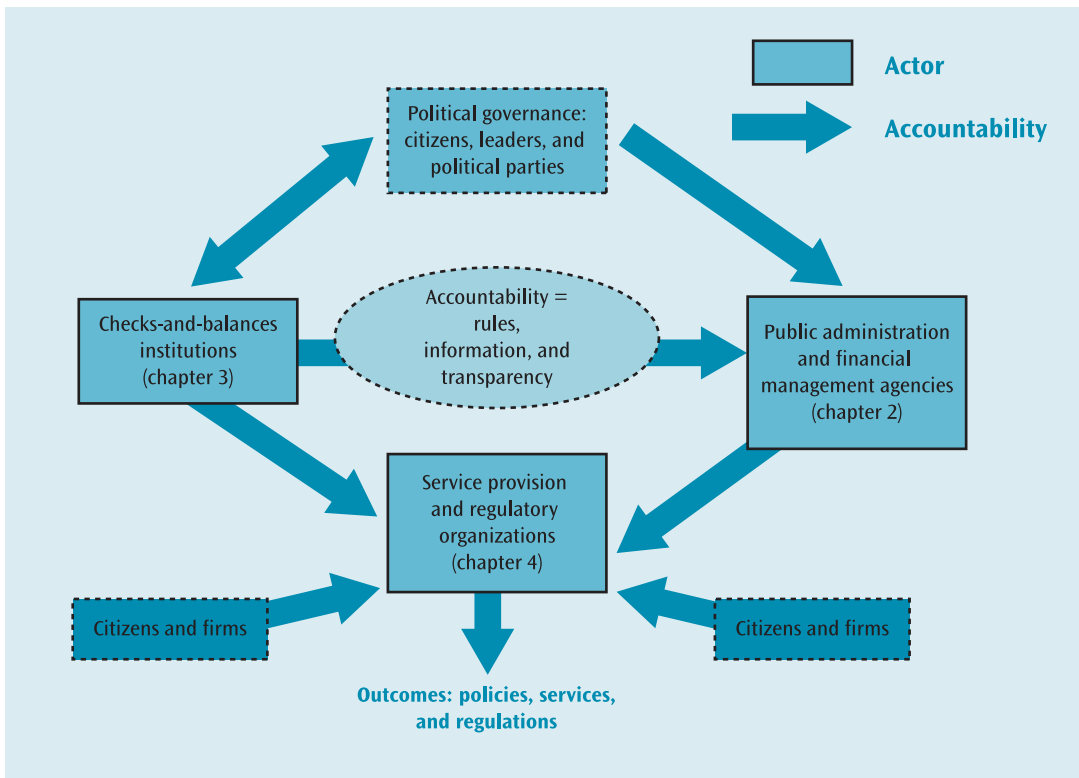 Actor
Accountability
Political governance:
citizens, leaders, and
political parties
Accountability =
rules,
information, and
transparency
Checks-and-balances
institutions
(chapter 3)
Public administration
and financial
management agencies
(chapter 2)
Service provision
and regulatory
organizations
(chapter 4)
Citizens and firms
Citizens and firms
Outcomes: policies, services,
and regulations